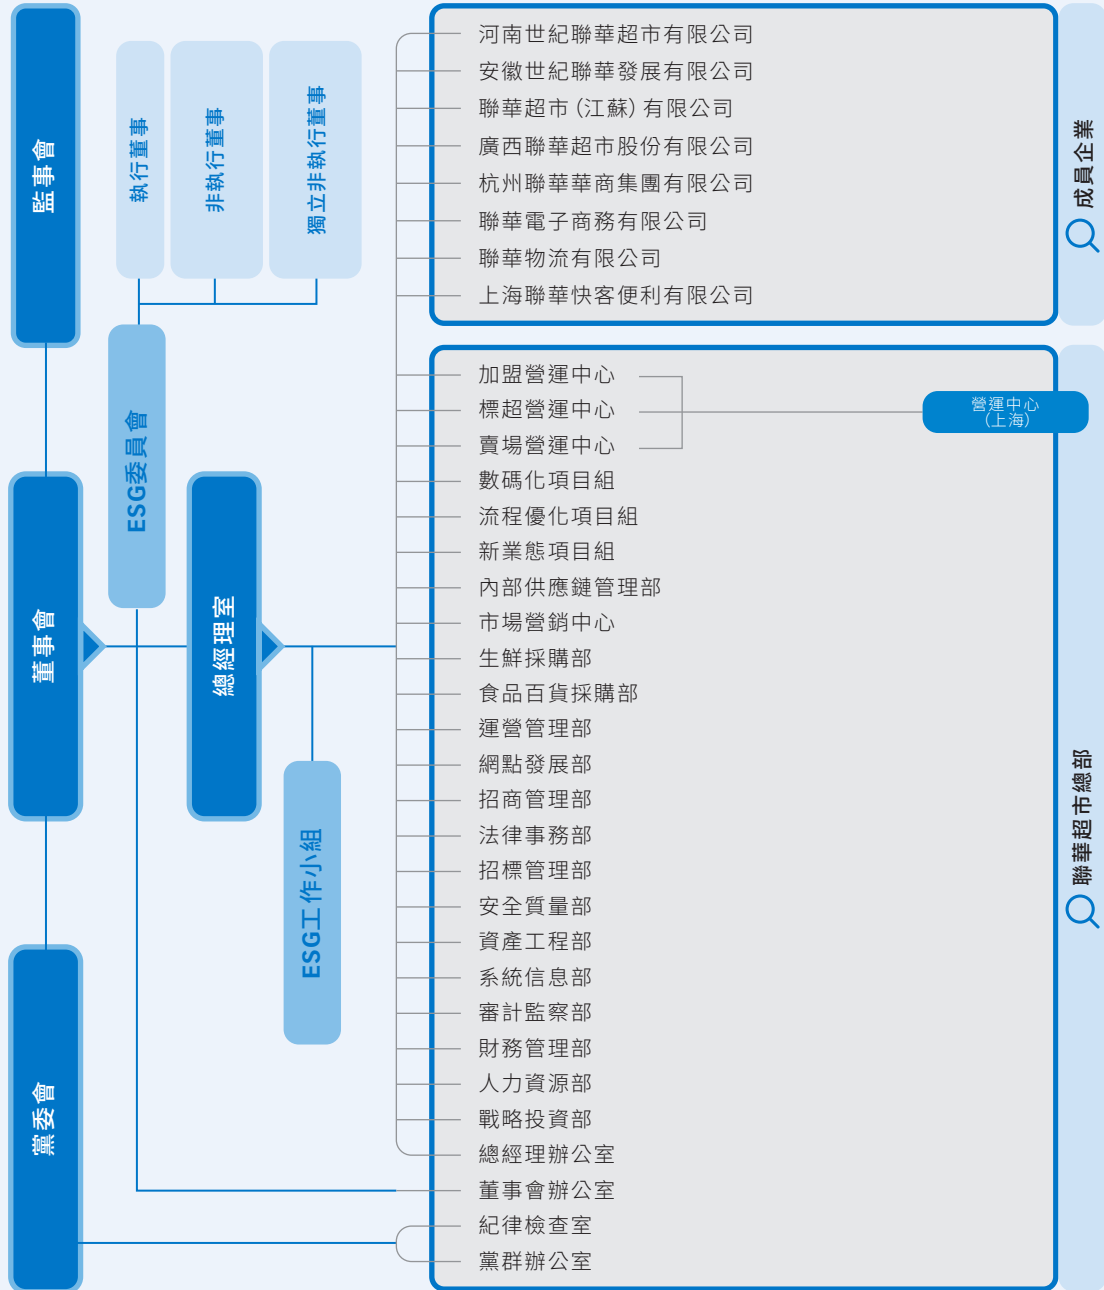 監事會
董事會
黨委會
執行董事
非執行董事
獨立非執行董事
ESG委員會
總經理室
ESG工作小組
河南世紀聯華超市有限公司
安徽世紀聯華發展有限公司
聯華超市（江蘇）有限公司
廣西聯華超市股份有限公司
杭州聯華華商集團有限公司
聯華電子商務有限公司
聯華物流有限公司
上海聯華快客便利有限公司
成員企業
加盟營運中心
標超營運中心
賣場營運中心
營運中心
（上海）
數碼化項目組
流程優化項目組
新業態項目組
內部供應鏈管理部
市場營銷中心
生鮮採購部
食品百貨採購部
運營管理部
網點發展部
招商管理部
法律事務部
招標管理部
安全質量部
資產工程部
系統信息部
審計監察部
財務管理部
人力資源部
戰略投資部
總經理辦公室
董事會辦公室
紀律檢查室
黨群辦公室
聯華超市總部